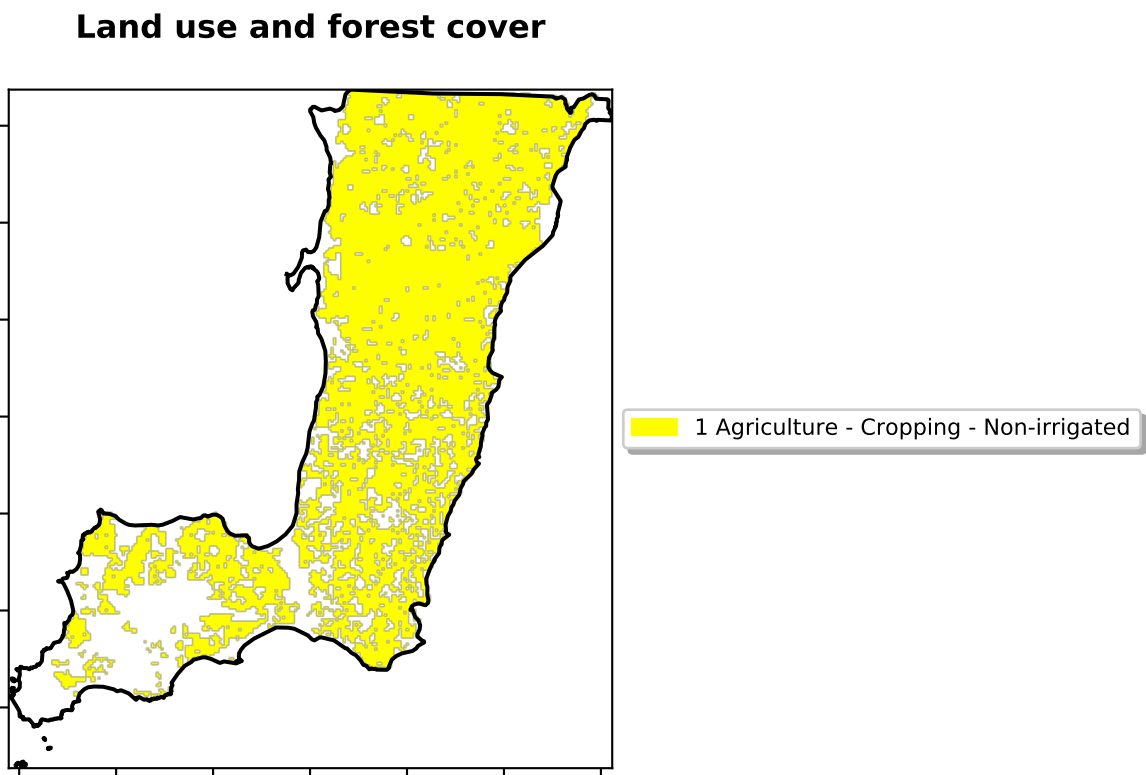 Land use and forest cover
1 Agriculture - Cropping - Non-irrigated